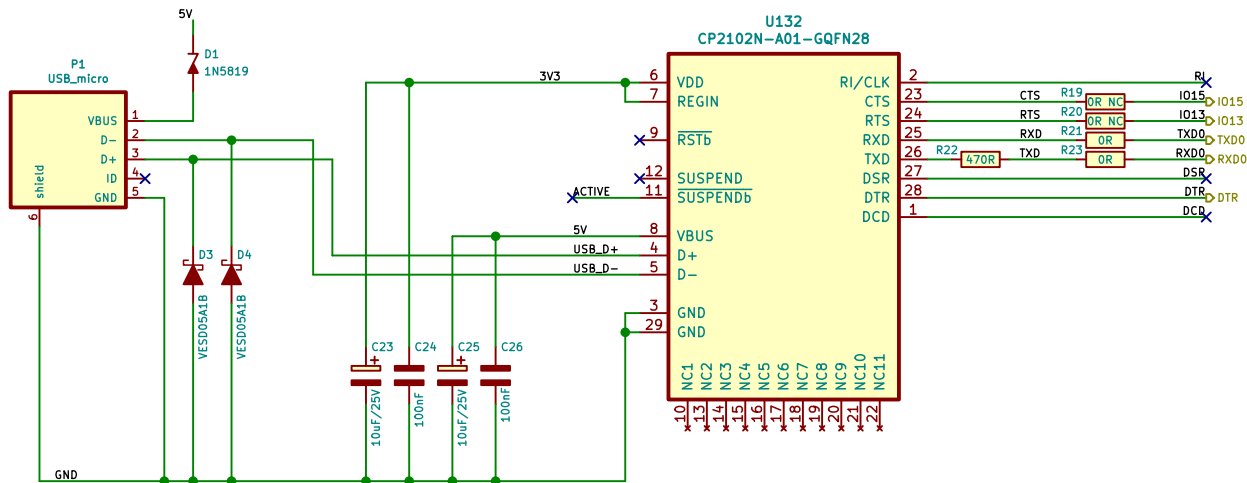 U132
CP2102N-A01-GQFN28
5V
D1
1N5819
P1
USB_micro
VBUS 1
D- 2
D+ 3
ID 4
GND 5
shield
6
3V3
6 VDD
7 REGIN
9 RSTb
12 SUSPEND
ACTIVE 11 SUSPENDb
5V 8 VBUS
USB_D+ 4 D+
USB_D- 5 D-
3 GND
29 GND
RI/CLK 2 RI
CTS 23 CTS R19 0R NC IO15 IO15
RTS 24 RTS R20 0R NC IO13 IO13
RXD 25 RXD R21 0R TXD0 TXD0
TXD 26 R22 470R TXD R23 0R RXD0 RXD0
DSR 27 DSR
DTR 28 DTR DTR
DCD 1 DCD
D3
VESD05A1B
D4
VESD05A1B
C23
10uF/25V
C24
100nF
C25
10uF/25V
C26
100nF
NC1 NC2 NC3 NC4 NC5 NC6 NC7 NC8 NC9 NC10 NC11
10 13 14 15 16 17 18 19 20 21 22
GND